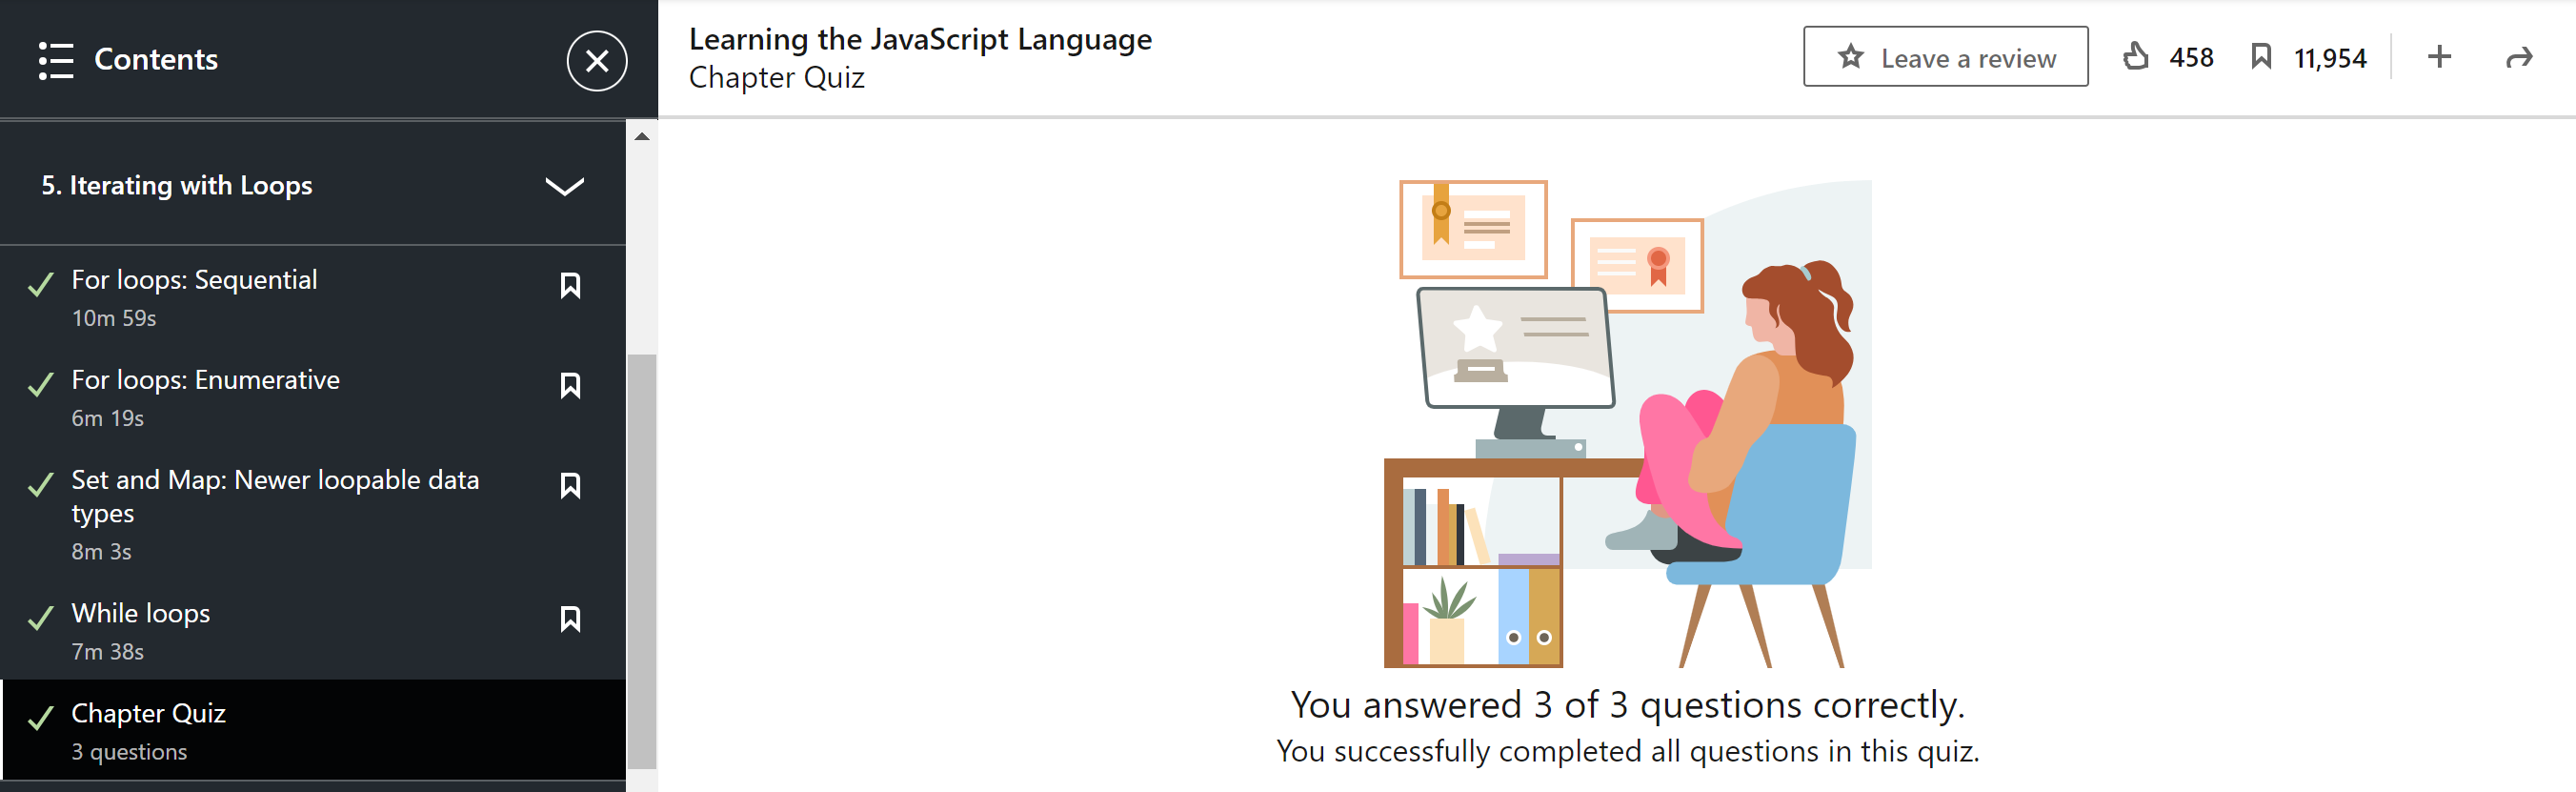 Contents
5. Iterating with Loops
For loops: Sequential
10m 59s
For loops: Enumerative
6m 19s
Set and Map: Newer loopable data
types
8m 3s
While loops
7m 38s
Chapter Quiz
3 questions
Learning the JavaScript Language
Chapter Quiz
Leave a review
458
11,954
You answered 3 of 3 questions correctly.
You successfully completed all questions in this quiz.